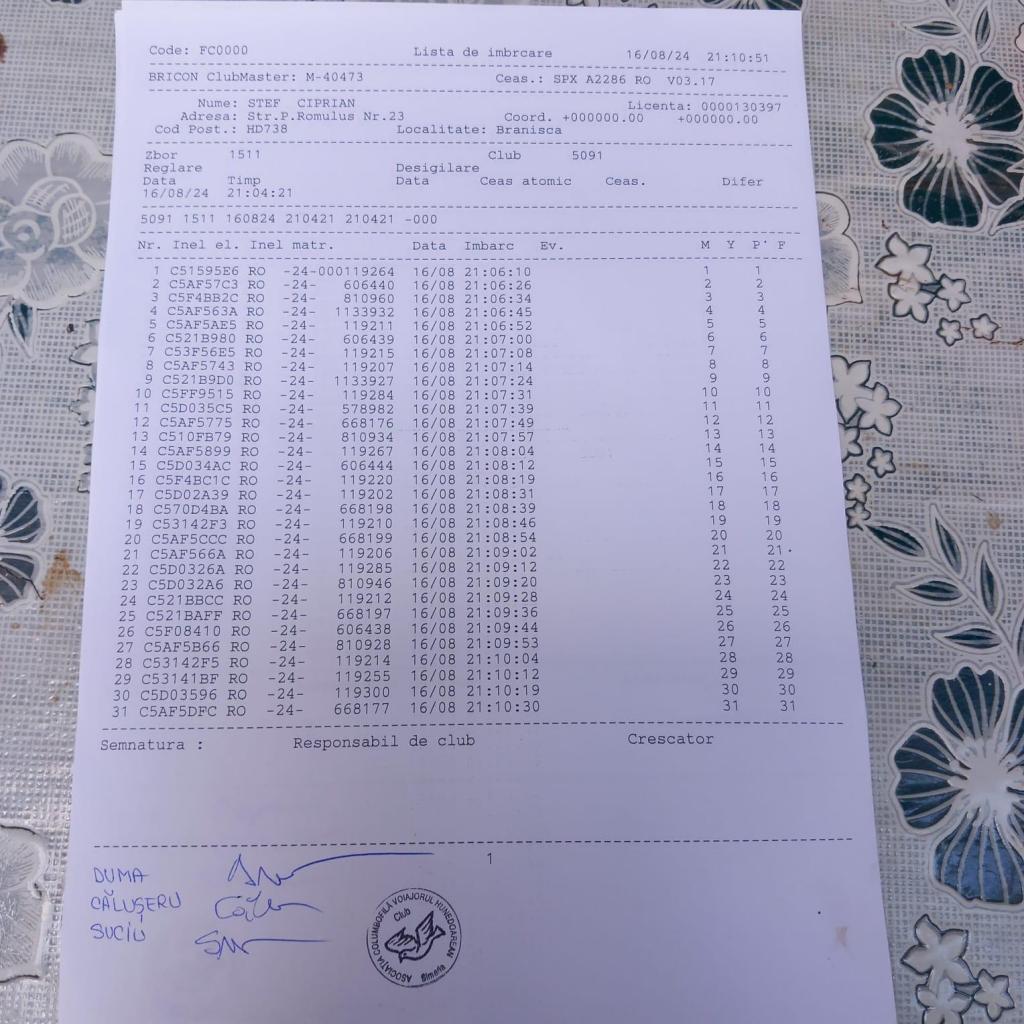 Code: FC0000 Lista de imbrcare 16/08/24 21:10:51
BRICON ClubMaster: M-40473 Ceas.: SPX A2286 RO V03.17
Nume: STEF CIPRIAN Licenta: 0000130397
Adresa: Str.P.Romulus Nr.23 Coord. +000000.00 +000000.00
Cod Post.: HD738 Localitate: Branisca
Zbor 1511 Club 5091
Reglare Desigilare
Data Timp Data Ceas atomic Ceas. Difer
16/08/24 21:04:21
5091 1511 160824 210421 210421 -000
Nr. Inel el. Inel matr. Data Imbarc Ev. M Y P F
1 C51595E6 RO -24-000119264 16/08 21:06:10 1 1
2 C5AF57C3 RO -24- 606440 16/08 21:06:26 2 2
3 C5F4BB2C RO -24- 810960 16/08 21:06:34 3 3
4 C5AF563A RO -24- 1133932 16/08 21:06:45 4 4
5 C5AF5AE5 RO -24- 119211 16/08 21:06:52 5 5
6 C521B980 RO -24- 606439 16/08 21:07:00 6 6
7 C53F56E5 RO -24- 119215 16/08 21:07:08 7 7
8 C5AF5743 RO -24- 119207 16/08 21:07:14 8 8
9 C521B9D0 RO -24- 1133927 16/08 21:07:24 9 9
10 C5FF9515 RO -24- 119284 16/08 21:07:31 10 10
11 C5D035C5 RO -24- 578982 16/08 21:07:39 11 11
12 C5AF5775 RO -24- 668176 16/08 21:07:49 12 12
13 C510FB79 RO -24- 810934 16/08 21:07:57 13 13
14 C5AF5899 RO -24- 119267 16/08 21:08:04 14 14
15 C5D034AC RO -24- 606444 16/08 21:08:12 15 15
16 C5F4BC1C RO -24- 119220 16/08 21:08:19 16 16
17 C5D02A39 RO -24- 119202 16/08 21:08:31 17 17
18 C570D4BA RO -24- 668198 16/08 21:08:39 18 18
19 C53142F3 RO -24- 119210 16/08 21:08:46 19 19
20 C5AF5CCC RO -24- 668199 16/08 21:08:54 20 20
21 C5AF566A RO -24- 119206 16/08 21:09:02 21 21
22 C5D0326A RO -24- 119285 16/08 21:09:12 22 22
23 C5D032A6 RO -24- 810946 16/08 21:09:20 23 23
24 C521BBCC RO -24- 119212 16/08 21:09:28 24 24
25 C521BAFF RO -24- 668197 16/08 21:09:36 25 25
26 C5F08410 RO -24- 606438 16/08 21:09:44 26 26
27 C5AF5B66 RO -24- 810928 16/08 21:09:53 27 27
28 C53142F5 RO -24- 119214 16/08 21:10:04 28 28
29 C53141BF RO -24- 119255 16/08 21:10:12 29 29
30 C5D03596 RO -24- 119300 16/08 21:10:19 30 30
31 C5AF5DFC RO -24- 668177 16/08 21:10:30 31 31
Semnatura : Responsabil de club Crescator
1
DUMA
CĂLUȘERU
SUCIU
ASOCIAȚIA COLUMBOFILĂ VOIAJORUL HUNEDOREAN
Club
Simeria